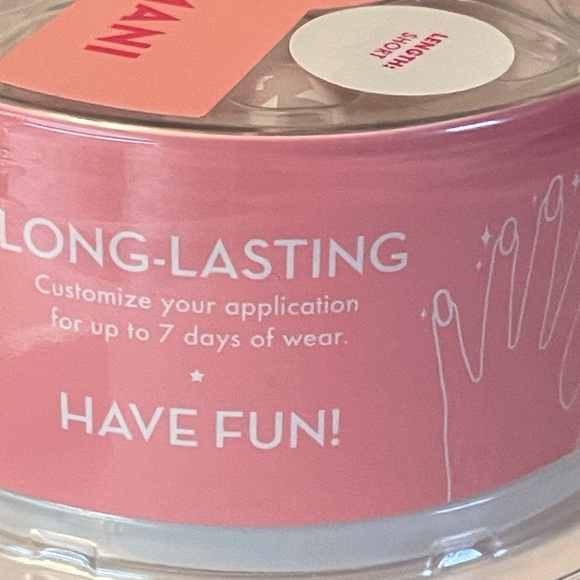 MANI
LENGTH:
SHORT
LONG-LASTING
Customize your application
for up to 7 days of wear.
HAVE FUN!